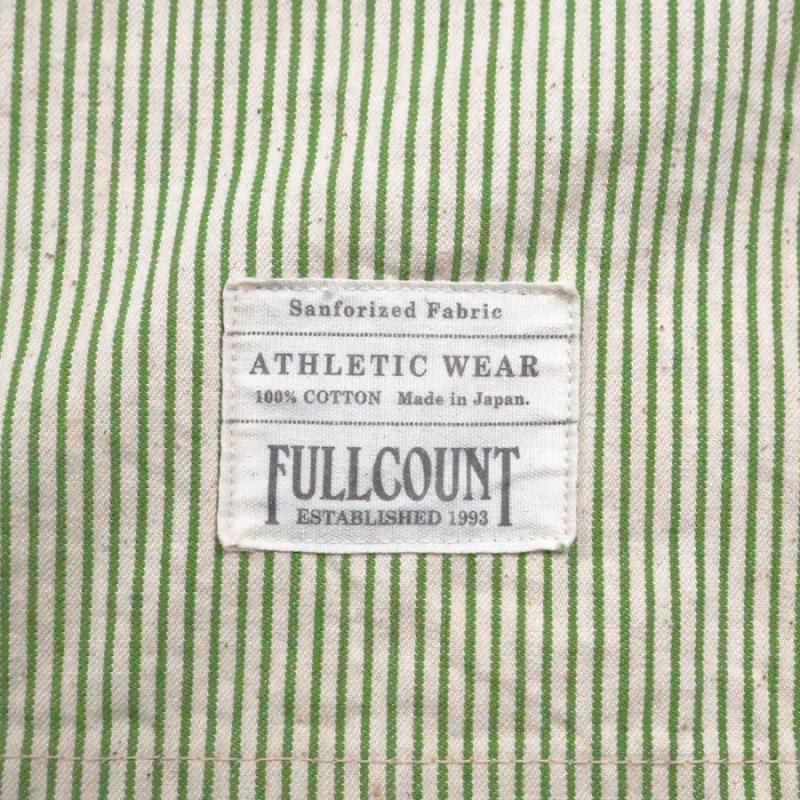 Sanforized Fabric
ATHLETIC WEAR
100% COTTON Made in Japan.
FULLCOUNT
ESTABLISHED 1993